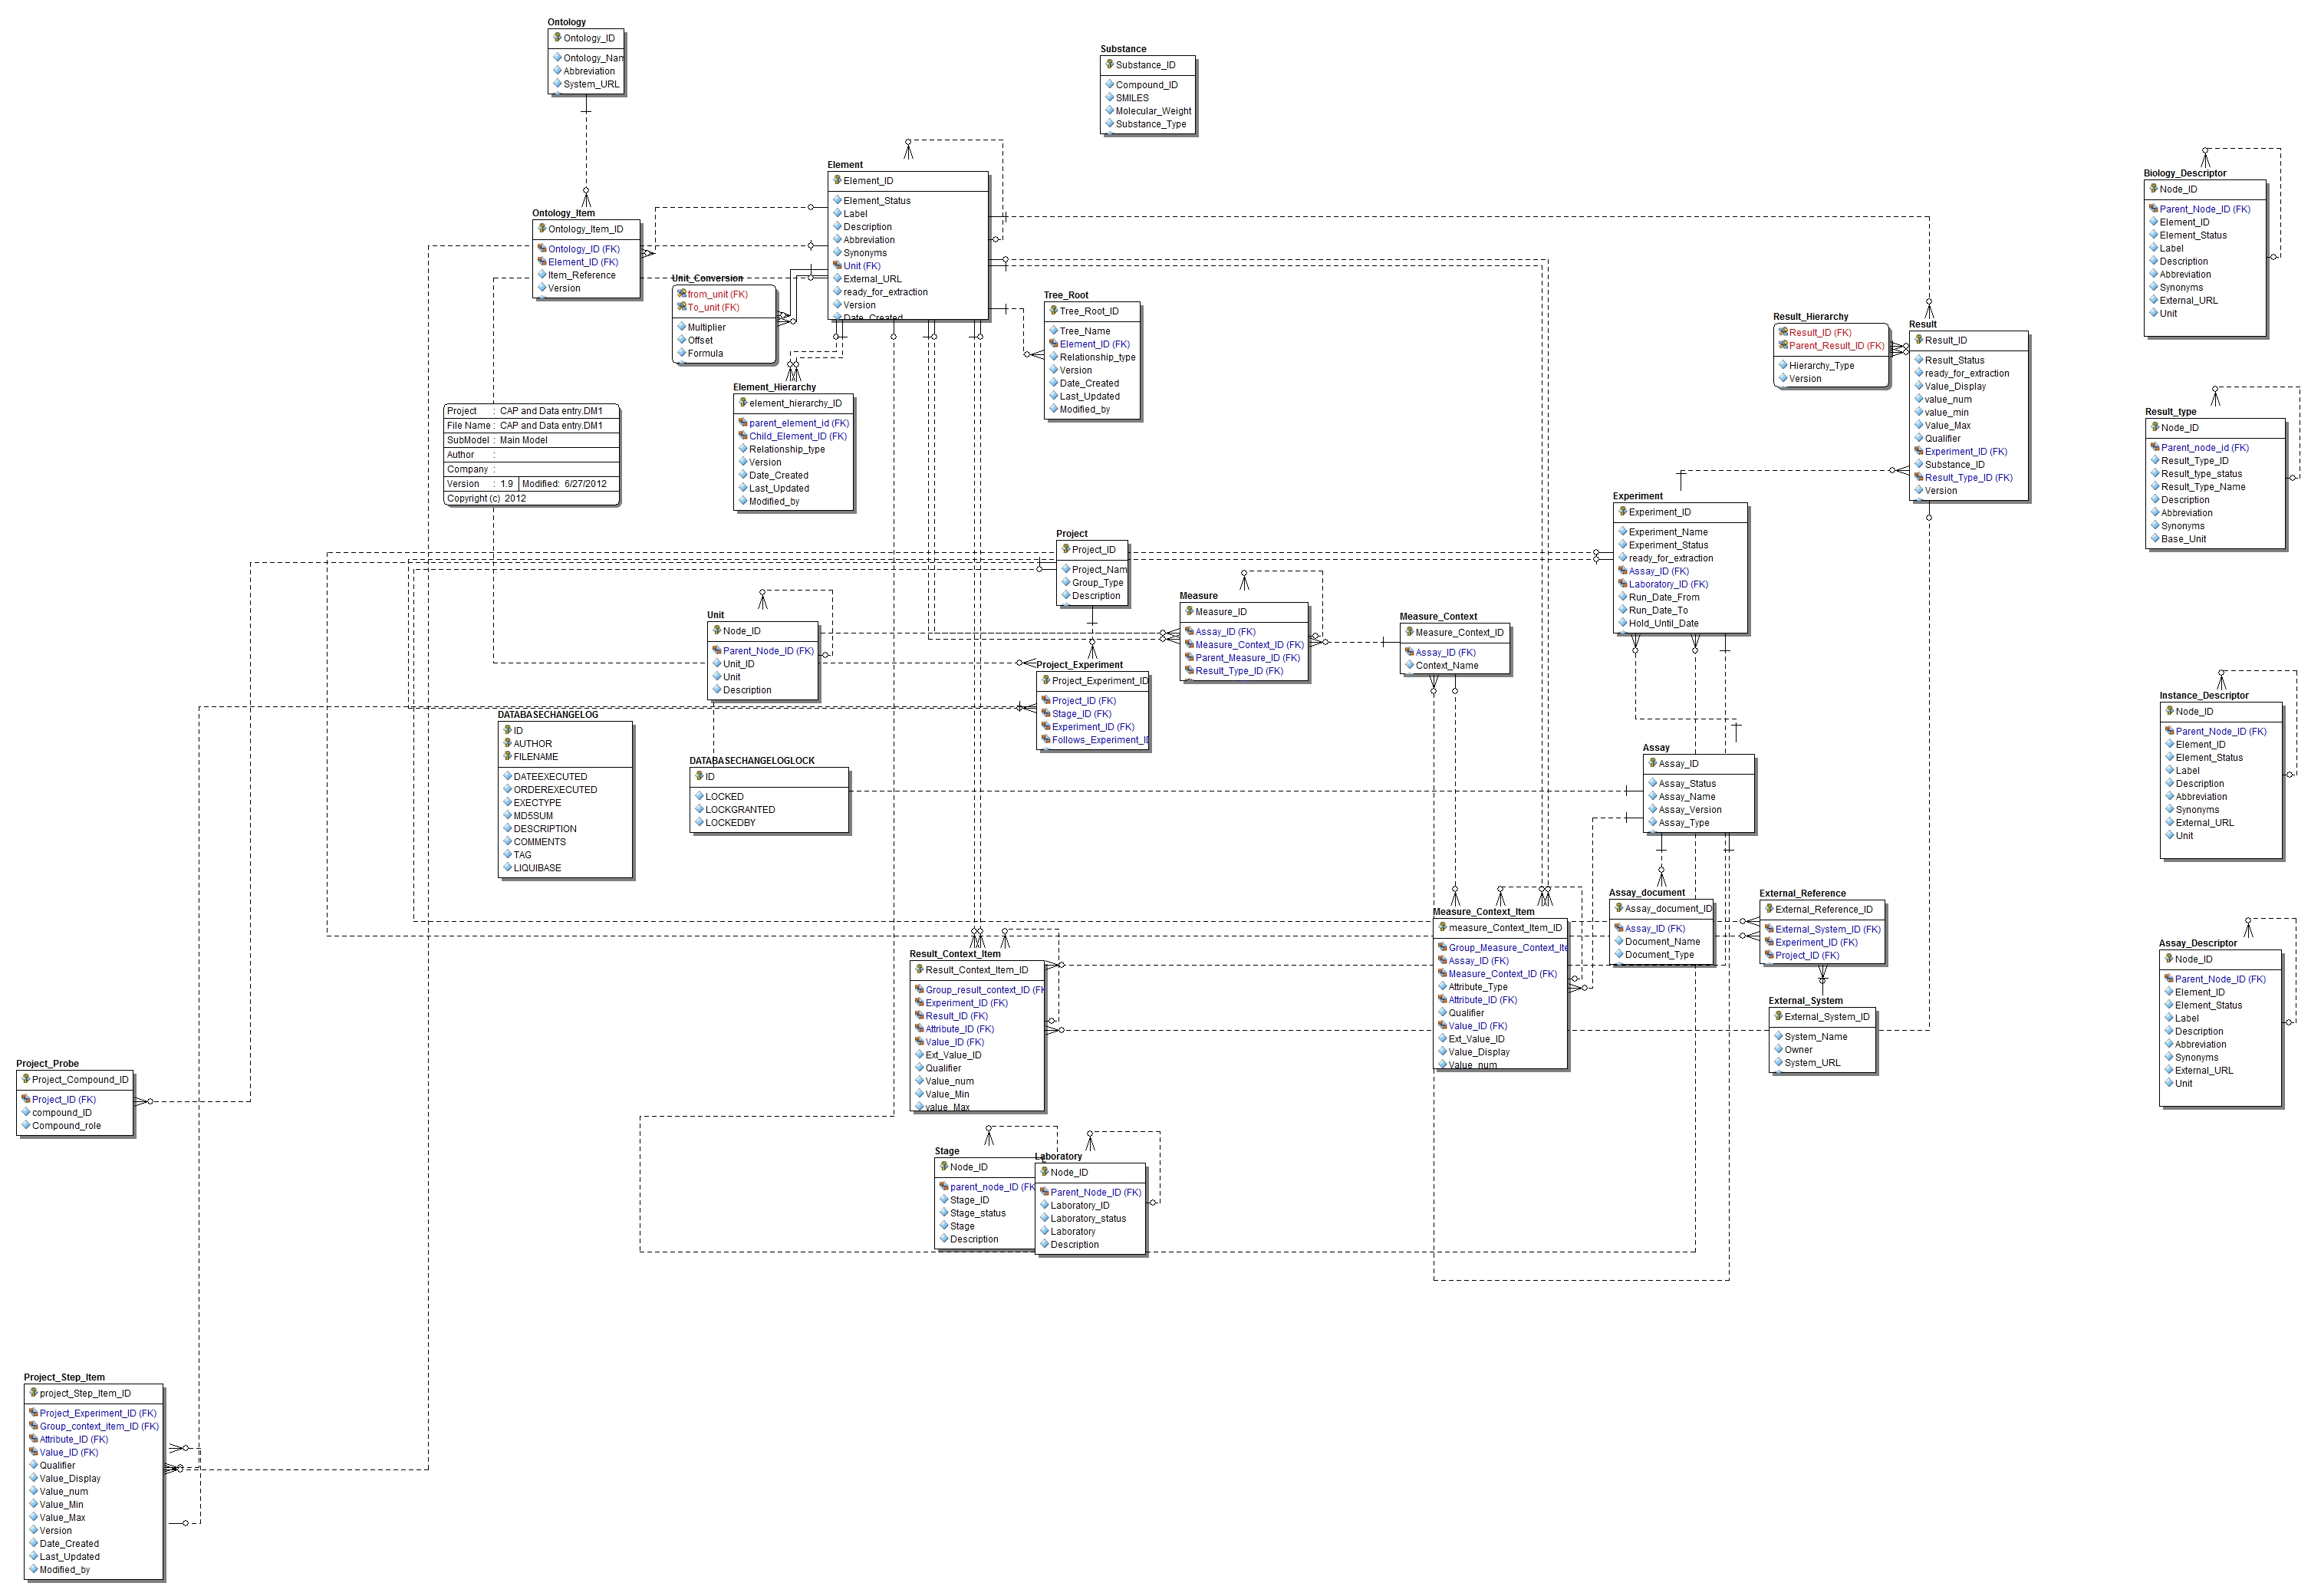 Ontology
Ontology_ID
Ontology_Nam
Abbreviation
System_URL
Substance
Substance_ID
Compound_ID
SMILES
Molecular_Weight
Substance_Type
Element
Element_ID
Element_Status
Label
Description
Abbreviation
Synonyms
Unit (FK)
External_URL
ready_for_extraction
Version
Date_Created
Ontology_Item
Ontology_Item_ID
Ontology_ID (FK)
Element_ID (FK)
Item_Reference
Version
Unit_Conversion
from_unit (FK)
To_unit (FK)
Multiplier
Offset
Formula
Tree_Root
Tree_Root_ID
Tree_Name
Element_ID (FK)
Relationship_type
Version
Date_Created
Last_Updated
Modified_by
Element_Hierarchy
element_hierarchy_ID
parent_element_id (FK)
Child_Element_ID (FK)
Relationship_type
Version
Date_Created
Last_Updated
Modified_by
Project : CAP and Data entry.DM1
File Name : CAP and Data entry.DM1
SubModel : Main Model
Author :
Company :
Version : 1.9 Modified: 6/27/2012
Copyright (c) 2012
Result_Hierarchy
Result_ID (FK)
Parent_Result_ID (FK)
Hierarchy_Type
Version
Result
Result_ID
Result_Status
ready_for_extraction
Value_Display
value_num
value_min
Value_Max
Qualifier
Experiment_ID (FK)
Substance_ID
Result_Type_ID (FK)
Version
Biology_Descriptor
Node_ID
Parent_Node_ID (FK)
Element_ID
Element_Status
Label
Description
Abbreviation
Synonyms
External_URL
Unit
Result_type
Node_ID
Parent_node_id (FK)
Result_Type_ID
Result_type_status
Result_Type_Name
Description
Abbreviation
Synonyms
Base_Unit
Experiment
Experiment_ID
Experiment_Name
Experiment_Status
ready_for_extraction
Assay_ID (FK)
Laboratory_ID (FK)
Run_Date_From
Run_Date_To
Hold_Until_Date
Project
Project_ID
Project_Nam
Group_Type
Description
Unit
Node_ID
Parent_Node_ID (FK)
Unit_ID
Unit
Description
Measure
Measure_ID
Assay_ID (FK)
Measure_Context_ID (FK)
Parent_Measure_ID (FK)
Result_Type_ID (FK)
Measure_Context
Measure_Context_ID
Assay_ID (FK)
Context_Name
Project_Experiment
Project_Experiment_ID
Project_ID (FK)
Stage_ID (FK)
Experiment_ID (FK)
Follows_Experiment_I
Instance_Descriptor
Node_ID
Parent_Node_ID (FK)
Element_ID
Element_Status
Label
Description
Abbreviation
Synonyms
External_URL
Unit
DATABASECHANGELOG
ID
AUTHOR
FILENAME
DATEEXECUTED
ORDEREXECUTED
EXECTYPE
MD5SUM
DESCRIPTION
COMMENTS
TAG
LIQUIBASE
DATABASECHANGELOGLOCK
ID
LOCKED
LOCKGRANTED
LOCKEDBY
Assay
Assay_ID
Assay_Status
Assay_Name
Assay_Version
Assay_Type
Assay_document
Assay_document_ID
Assay_ID (FK)
Document_Name
Document_Type
External_Reference
External_Reference_ID
External_System_ID (FK)
Experiment_ID (FK)
Project_ID (FK)
Measure_Context_Item
measure_Context_Item_ID
Group_Measure_Context_Ite
Assay_ID (FK)
Measure_Context_ID (FK)
Attribute_Type
Attribute_ID (FK)
Qualifier
Value_ID (FK)
Ext_Value_ID
Value_Display
Value_num
External_System
External_System_ID
System_Name
Owner
System_URL
Assay_Descriptor
Node_ID
Parent_Node_ID (FK)
Element_ID
Element_Status
Label
Description
Abbreviation
Synonyms
External_URL
Unit
Result_Context_Item
Result_Context_Item_ID
Group_result_context_ID (FK
Experiment_ID (FK)
Result_ID (FK)
Attribute_ID (FK)
Value_ID (FK)
Ext_Value_ID
Qualifier
Value_num
Value_Min
value_Max
Project_Probe
Project_Compound_ID
Project_ID (FK)
compound_ID
Compound_role
Stage
Node_ID
parent_node_ID (FK
Stage_ID
Stage_status
Stage
Description
Laboratory
Node_ID
Parent_Node_ID (FK)
Laboratory_ID
Laboratory_status
Laboratory
Description
Project_Step_Item
project_Step_Item_ID
Project_Experiment_ID (FK)
Group_context_item_ID (FK)
Attribute_ID (FK)
Value_ID (FK)
Qualifier
Value_Display
Value_num
Value_Min
Value_Max
Version
Date_Created
Last_Updated
Modified_by